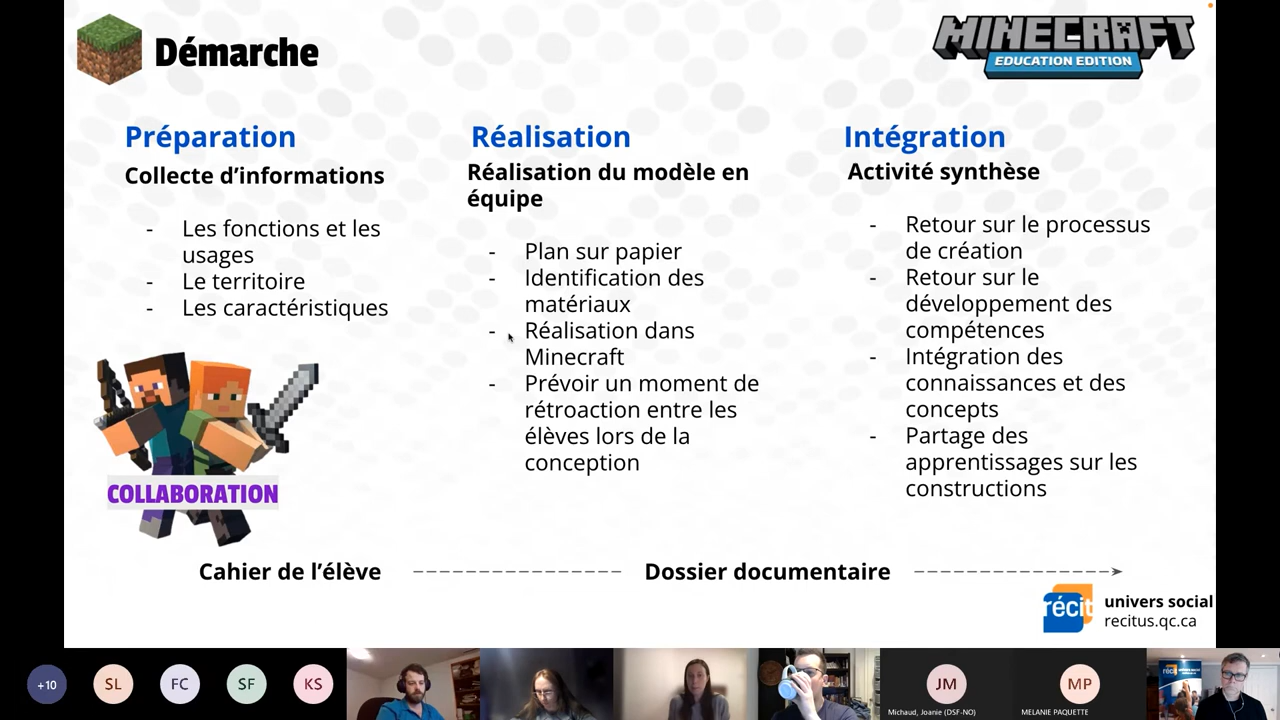 Démarche
MINECRAFT
EDUCATION EDITION
Préparation
Collecte d'informations
- Les fonctions et les
usages
- Le territoire
- Les caractéristiques
COLLABORATION
Réalisation
Réalisation du modèle en
équipe
- Plan sur papier
- Identification des
matériaux
- Réalisation dans
Minecraft
- Prévoir un moment de
rétroaction entre les
élèves lors de la
conception
Intégration
Activité synthèse
- Retour sur le processus
de création
- Retour sur le
développement des
compétences
- Intégration des
connaissances et des
concepts
- Partage des
apprentissages sur les
constructions
Cahier de l'élève
Dossier documentaire
récit
univers social
recitus.qc.ca
+10
SL
FC
SF
KS
JM
Michaud, Joanie (DSF-NO)
MP
MELANIE PAQUETTE